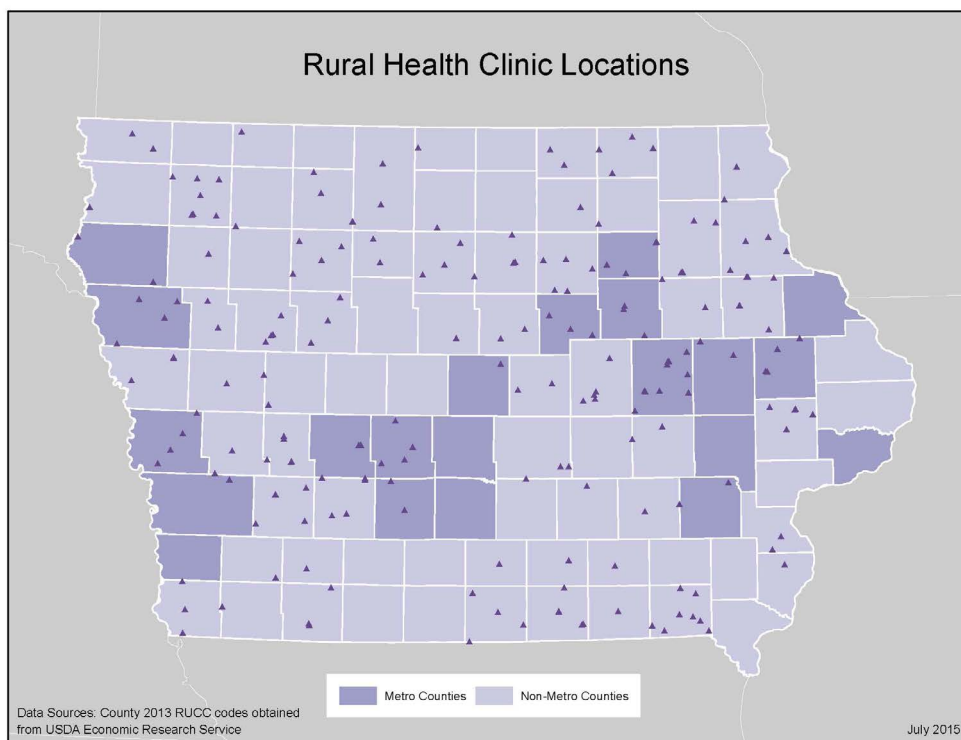 Rural Health Clinic Locations
Metro Counties
Non-Metro Counties
Data Sources: County 2013 RUCC codes obtained
from USDA Economic Research Service
July 2015